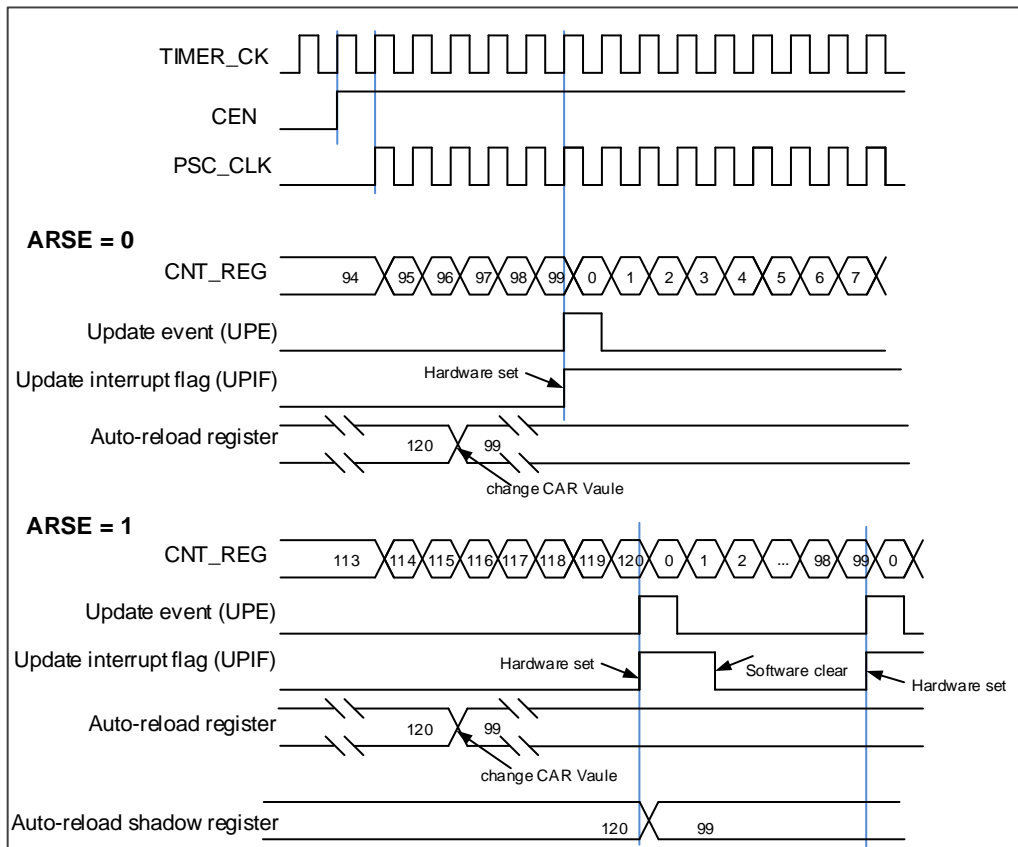 TIMER_CK
CEN
PSC_CLK
ARSE = 0
CNT_REG 94 95 96 97 98 99 0 1 2 3 4 5 6 7
Update event (UPE)
Update interrupt flag (UPIF) Hardware set
Auto-reload register 120 99
change CAR Vaule
ARSE = 1
CNT_REG 113 114 115 116 117 118 119 120 0 1 2 ... 98 99 0
Update event (UPE)
Update interrupt flag (UPIF) Hardware set Software clear Hardware set
Auto-reload register 120 99
change CAR Vaule
Auto-reload shadow register 120 99